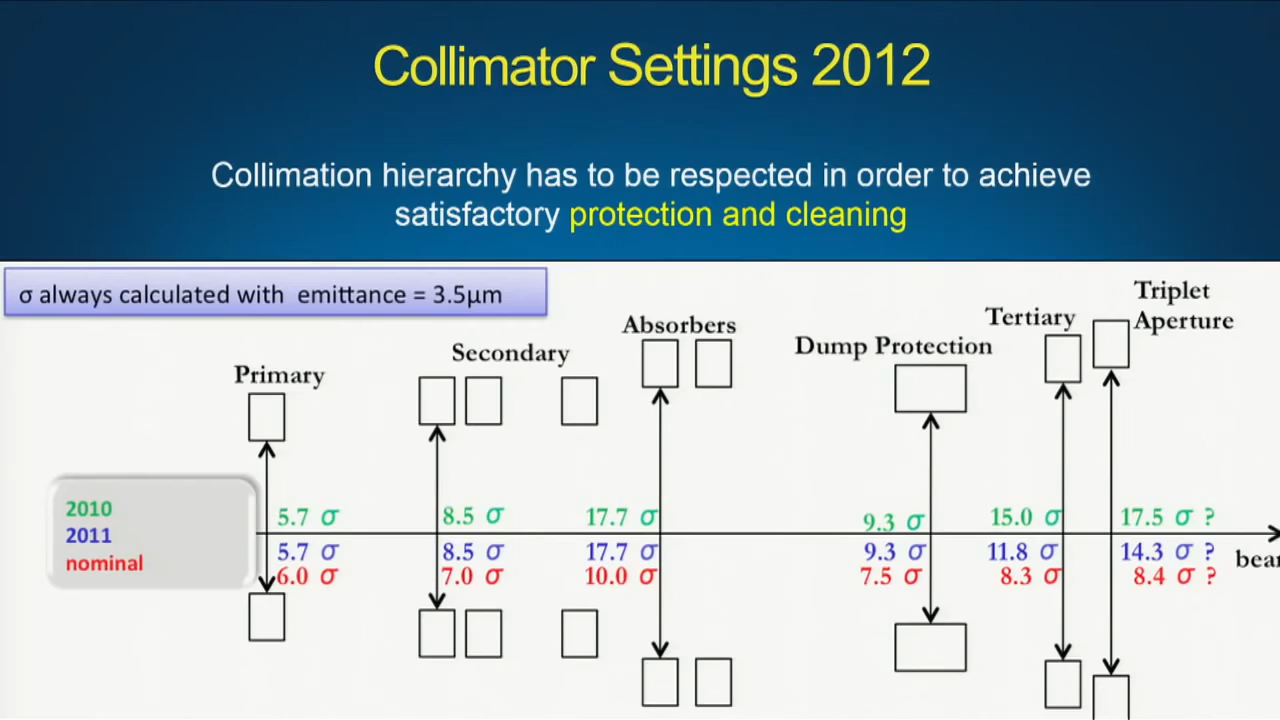 Collimator Settings 2012
Collimation hierarchy has to be respected in order to achieve
satisfactory protection and cleaning
σ always calculated with emittance = 3.5μm
Primary
Secondary
Absorbers
Dump Protection
Tertiary
Triplet
Aperture
2010
2011
nominal
5.7 σ
8.5 σ
17.7 σ
9.3 σ
15.0 σ
17.5 σ ?
5.7 σ
8.5 σ
17.7 σ
9.3 σ
11.8 σ
14.3 σ ?
6.0 σ
7.0 σ
10.0 σ
7.5 σ
8.3 σ
8.4 σ ?